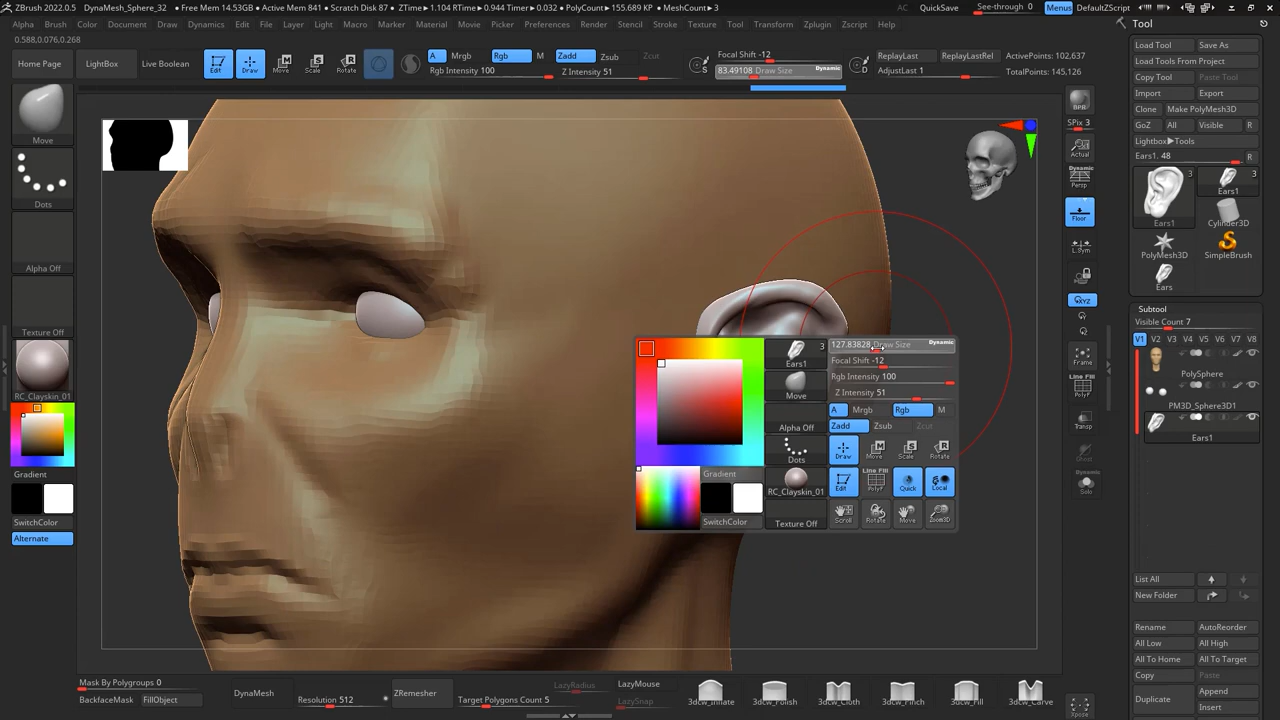 ZBrush 2022.0.5   DynaMesh_Sphere_32   • Free Mem 14.53GB • Active Mem 841 • Scratch Disk 87 • ZTime►1.104 RTime►0.944 Timer►0.032 • PolyCount►155.689 KP • MeshCount►3   AC   QuickSave   See-through 0   Menus   DefaultZScript
Alpha Brush Color Document Draw Dynamics Edit File Layer Light Macro Marker Material Movie Picker Preferences Render Stencil Stroke Texture Tool Transform Zplugin Zscript Help
Tool
0.588,0.076,0.268
Load Tool Save As
Load Tools From Project
Copy Tool Paste Tool
Import Export
Clone Make PolyMesh3D
GoZ All Visible R
Lightbox►Tools
Ears1. 48 R
3 3
Ears1
Ears1 Cylinder3D
PolyMesh3D SimpleBrush
Ears
Home Page LightBox Live Boolean Edit Draw Move Scale Rotate
A Mrgb Rgb M Zadd Zsub Zcut
Rgb Intensity 100 Z Intensity 51
S
Focal Shift -12
83.49108 Draw Size Dynamic
D
ReplayLast ReplayLastRel
AdjustLast 1
ActivePoints: 102,637
TotalPoints: 145,126
Move
Dots
Alpha Off
Texture Off
RC_Clayskin_01
Gradient
SwitchColor
Alternate
Ears1 3
Move
Alpha Off
Dots
RC_Clayskin_01
Texture Off
Gradient
SwitchColor
127.83828 Draw Size Dynamic
Focal Shift -12
Rgb Intensity 100
Z Intensity 51
A Mrgb Rgb M
Zadd Zsub Zcut
Draw Move Scale Rotate
Line Fill
Edit PolyF Quick Local
Scroll Rotate Move Zoom3D
BPR
SPix 3
Actual
Dynamic
Persp
Floor
L.Sym
XYZ
Frame
Line Fill
PolyF
Transp
Ghost
Dynamic
Solo
Xpose
Subtool
Visible Count 7
V1 V2 V3 V4 V5 V6 V7 V8
PolySphere
PM3D_Sphere3D1
Ears1
List All
New Folder
Rename AutoReorder
All Low All High
All To Home All To Target
Copy Paste
Duplicate Append
Insert
Mask By Polygroups 0
BackfaceMask FillObject
DynaMesh
Resolution 512
ZRemesher
Target Polygons Count 5
LazyRadius LazyMouse
LazySnap
3dcw_Inflate 3dcw_Polish 3dcw_Cloth 3dcw_Pinch 3dcw_Fill 3dcw_Carve